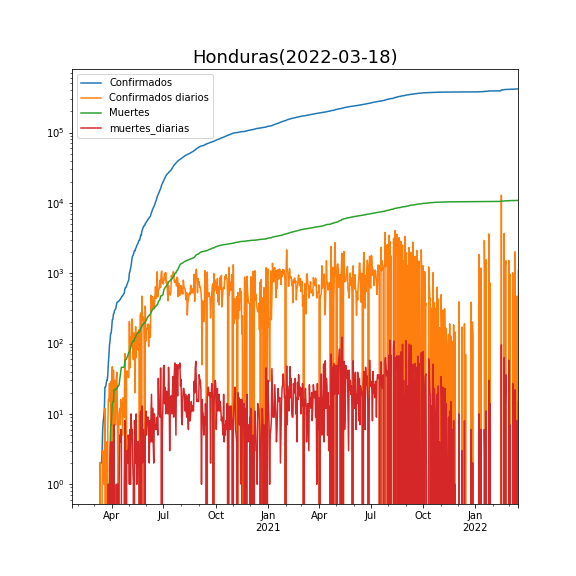 Honduras(2022-03-18)
Confirmados
Confirmados diarios
Muertes
muertes_diarias
10⁵
10⁴
10³
10²
10¹
10⁰
Apr Jul Oct Jan Apr Jul Oct Jan
2021 2022